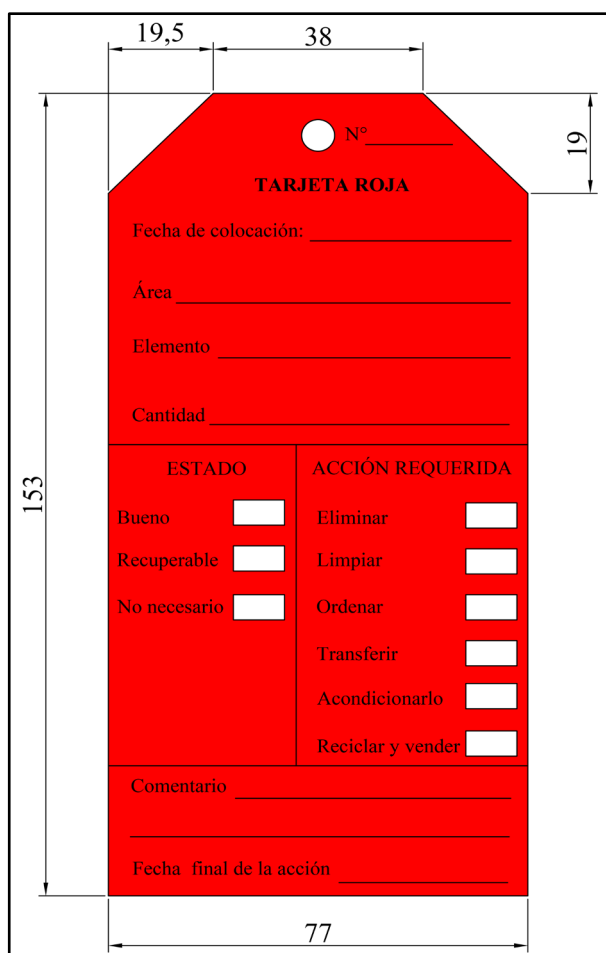 19,5 38
N°
19
TARJETA ROJA
Fecha de colocación:
Área
Elemento
Cantidad
153
ESTADO
Bueno
Recuperable
No necesario
ACCIÓN REQUERIDA
Eliminar
Limpiar
Ordenar
Transferir
Acondicionarlo
Reciclar y vender
Comentario
Fecha final de la acción
77